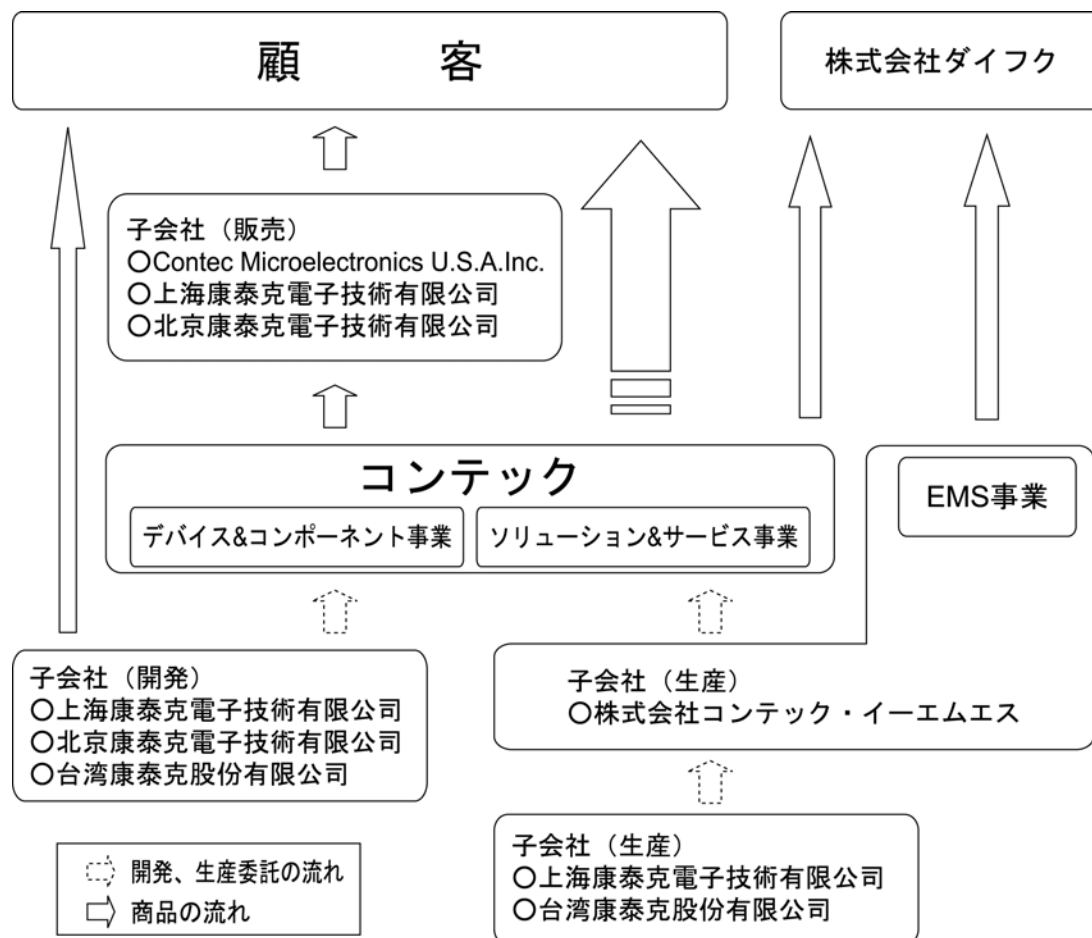 顧 客
株式会社ダイフク
子会社（販売）
○Contec Microelectronics U.S.A.Inc.
○上海康泰克電子技術有限公司
○北京康泰克電子技術有限公司
コンテック
デバイス&コンポーネント事業
ソリューション&サービス事業
EMS事業
子会社（開発）
○上海康泰克電子技術有限公司
○北京康泰克電子技術有限公司
○台湾康泰克股份有限公司
子会社（生産）
○株式会社コンテック・イーエムエス
子会社（生産）
○上海康泰克電子技術有限公司
○台湾康泰克股份有限公司
開発、生産委託の流れ
商品の流れ